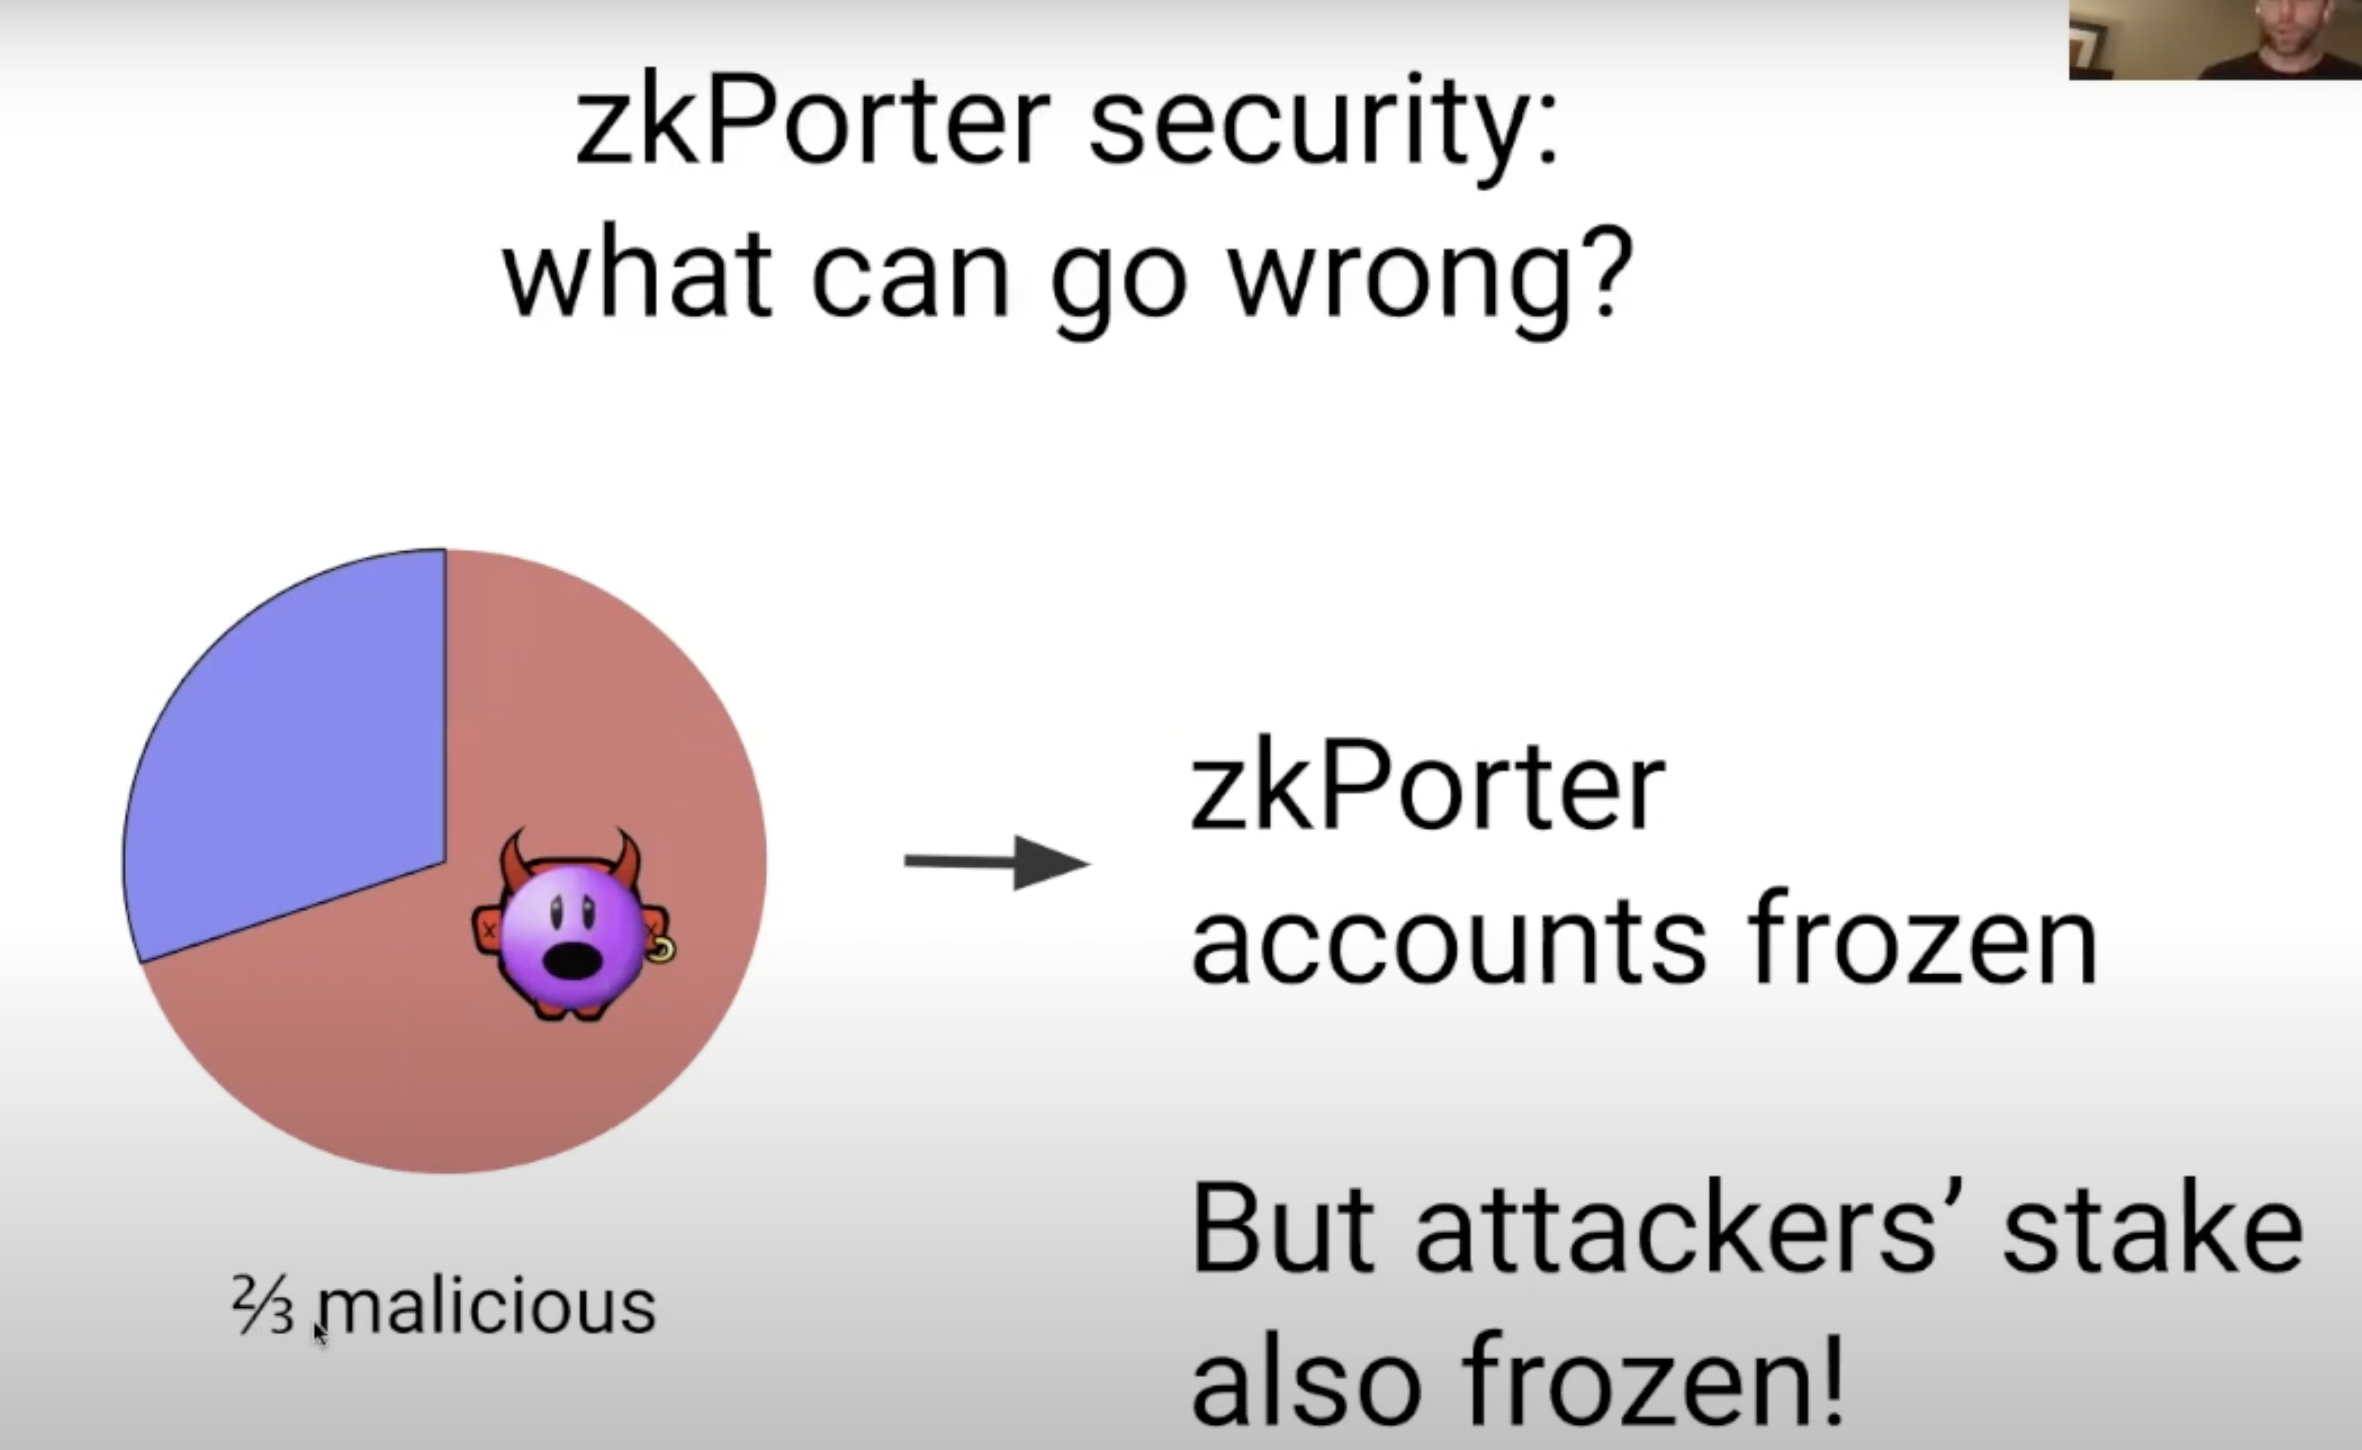 zkPorter security:
what can go wrong?
zkPorter
accounts frozen
But attackers’ stake
also frozen!
⅔ malicious